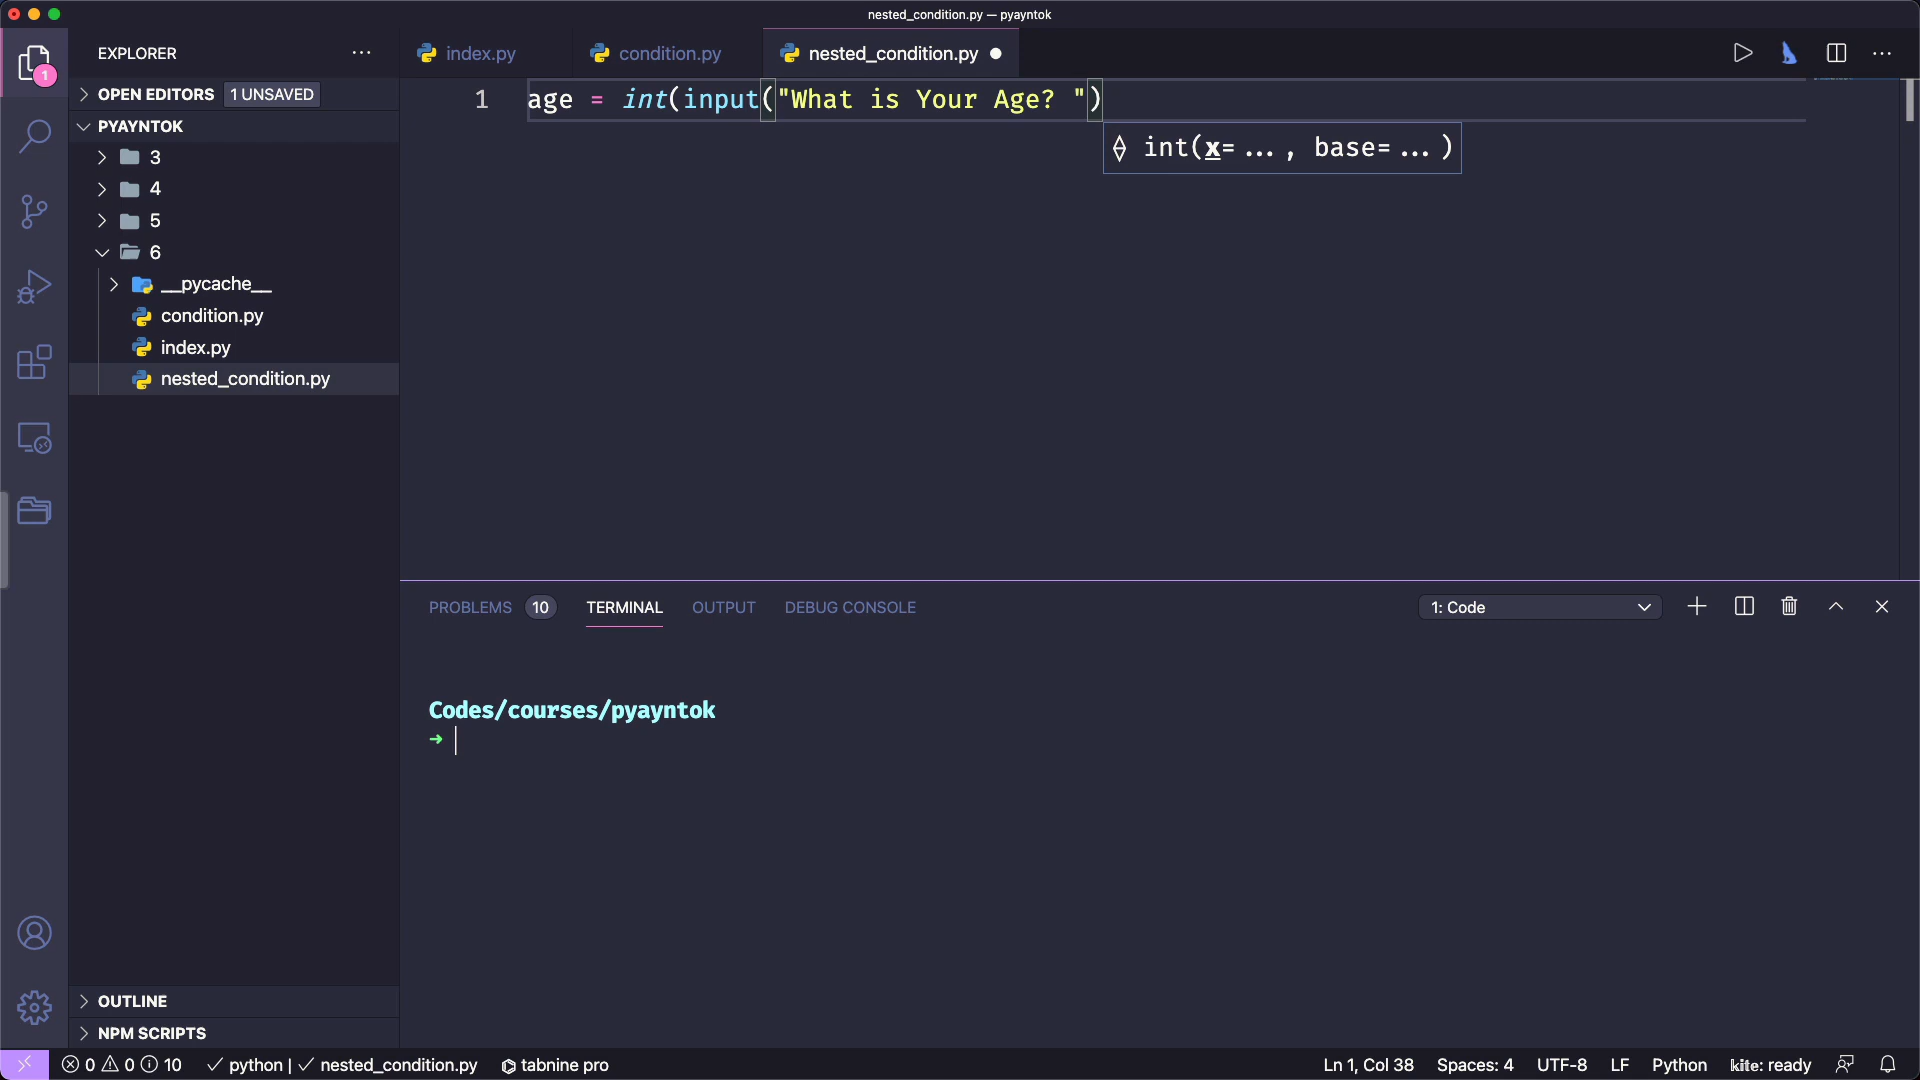 nested_condition.py — pyayntok
1
EXPLORER
OPEN EDITORS 1 UNSAVED
PYAYNTOK
3
4
5
6
__pycache__
condition.py
index.py
nested_condition.py
OUTLINE
NPM SCRIPTS
index.py condition.py nested_condition.py
1 age = int(input("What is Your Age? ")
int(x=..., base=...)
PROBLEMS 10 TERMINAL OUTPUT DEBUG CONSOLE 1: Code
Codes/courses/pyayntok
➜
0 0 10 python | nested_condition.py tabnine pro Ln 1, Col 38 Spaces: 4 UTF-8 LF Python kite: ready